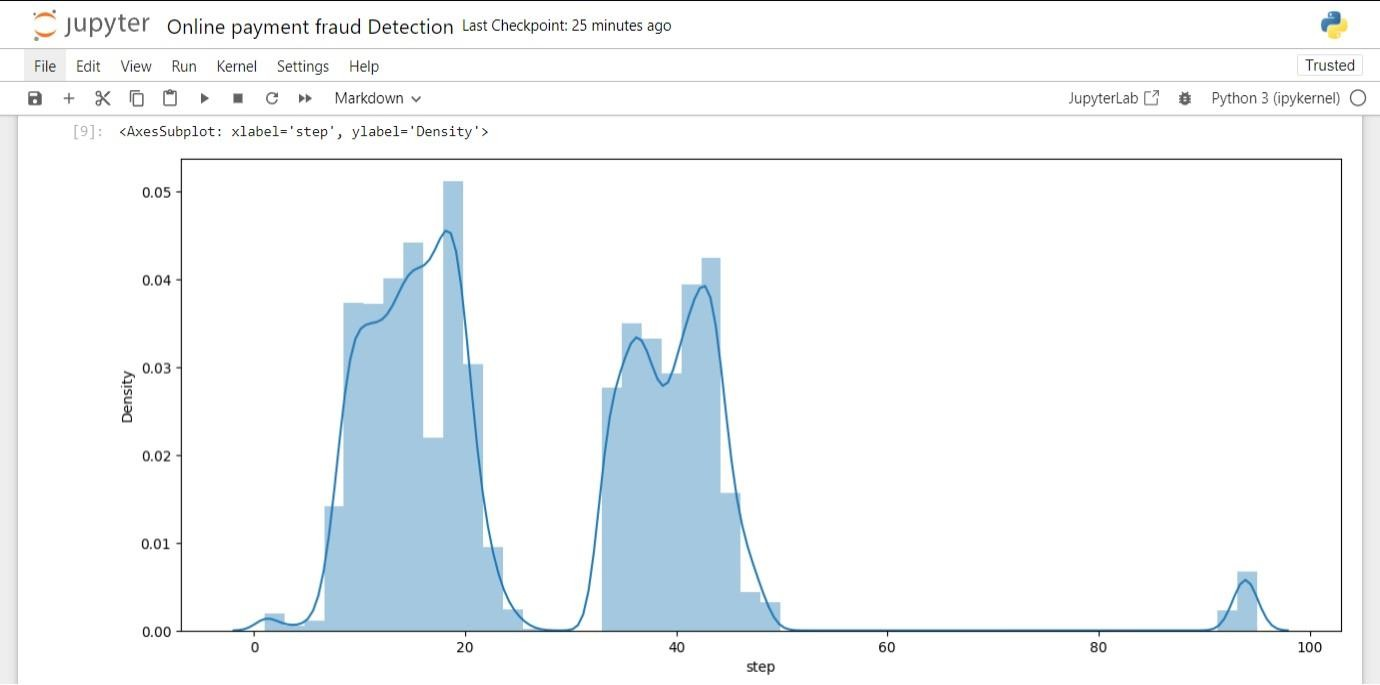 jupyter Online payment fraud Detection Last Checkpoint: 25 minutes ago
File Edit View Run Kernel Settings Help Trusted
Markdown JupyterLab Python 3 (ipykernel)
[9]: <AxesSubplot: xlabel='step', ylabel='Density'>
0.05
0.04
0.03
0.02
0.01
0.00
Density
0 20 40 60 80 100
step